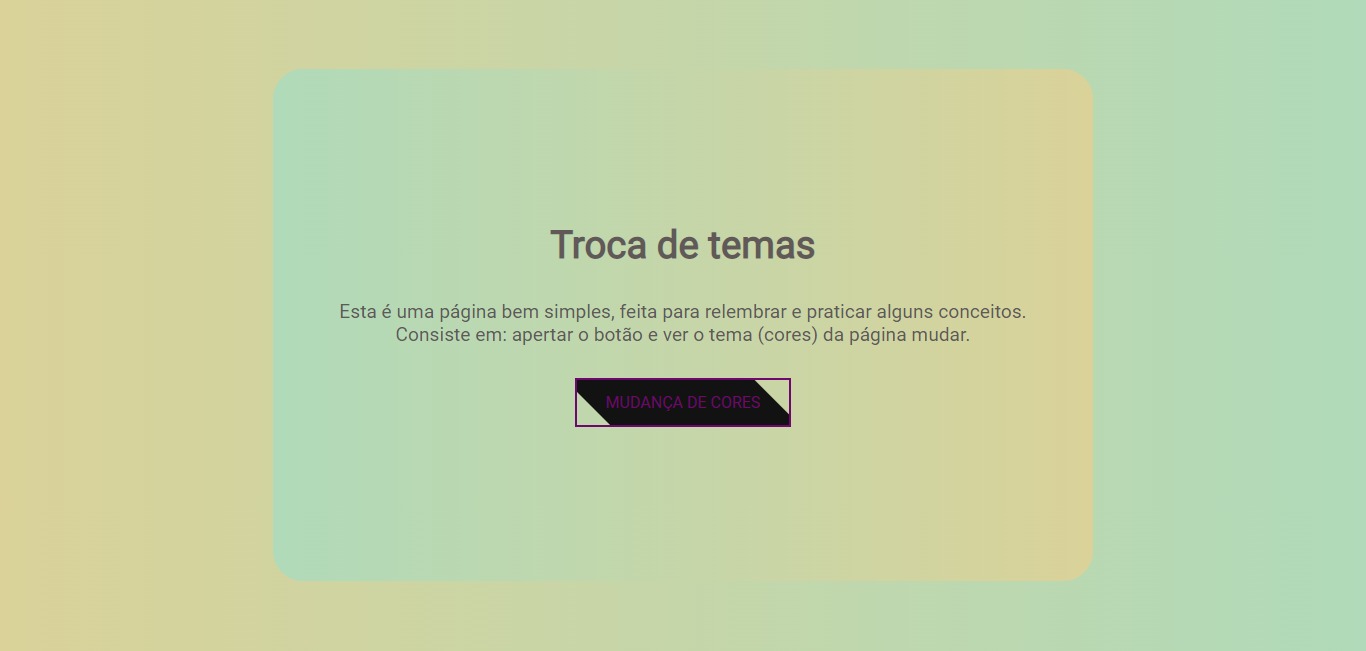 Troca de temas
Esta é uma página bem simples, feita para relembrar e praticar alguns conceitos.
Consiste em: apertar o botão e ver o tema (cores) da página mudar.
MUDANÇA DE CORES